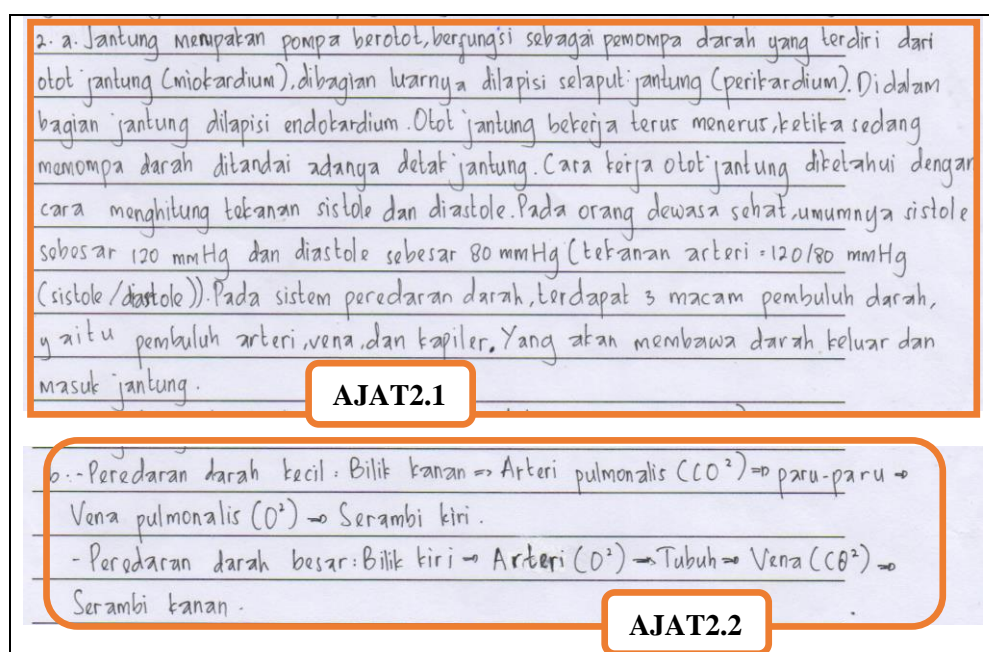 2. a. Jantung merupakan pompa berotot, berfungsi sebagai pemompa darah yang terdiri dari
otot jantung (miokardium), dibagian luarnya dilapisi selaput jantung (perikardium). Didalam
bagian jantung dilapisi endokardium. Otot jantung bekerja terus menerus, ketika sedang
memompa darah ditandai adanga detak jantung. Cara kerja otot jantung diketahui dengan
cara menghitung tekanan sistole dan diastole. Pada orang dewasa sehat, umumnya sistole
sebesar 120 mmHg dan diastole sebesar 80 mmHg (tekanan arteri = 120/80 mmHg
(sistole/diastole)). Pada sistem peredaran darah, terdapat 3 macam pembuluh darah,
yaitu pembuluh arteri, vena, dan kapiler. Yang akan membawa darah keluar dan
masuk jantung.
AJAT2.1
b. - Peredaran darah kecil : Bilik kanan ⇒ Arteri pulmonalis (CO²) ⇒ paru-paru →
Vena pulmonalis (O²) → Serambi kiri.
- Peredaran darah besar : Bilik kiri → Arteri (O²) → Tubuh → Vena (CO²) →
Serambi kanan.
AJAT2.2